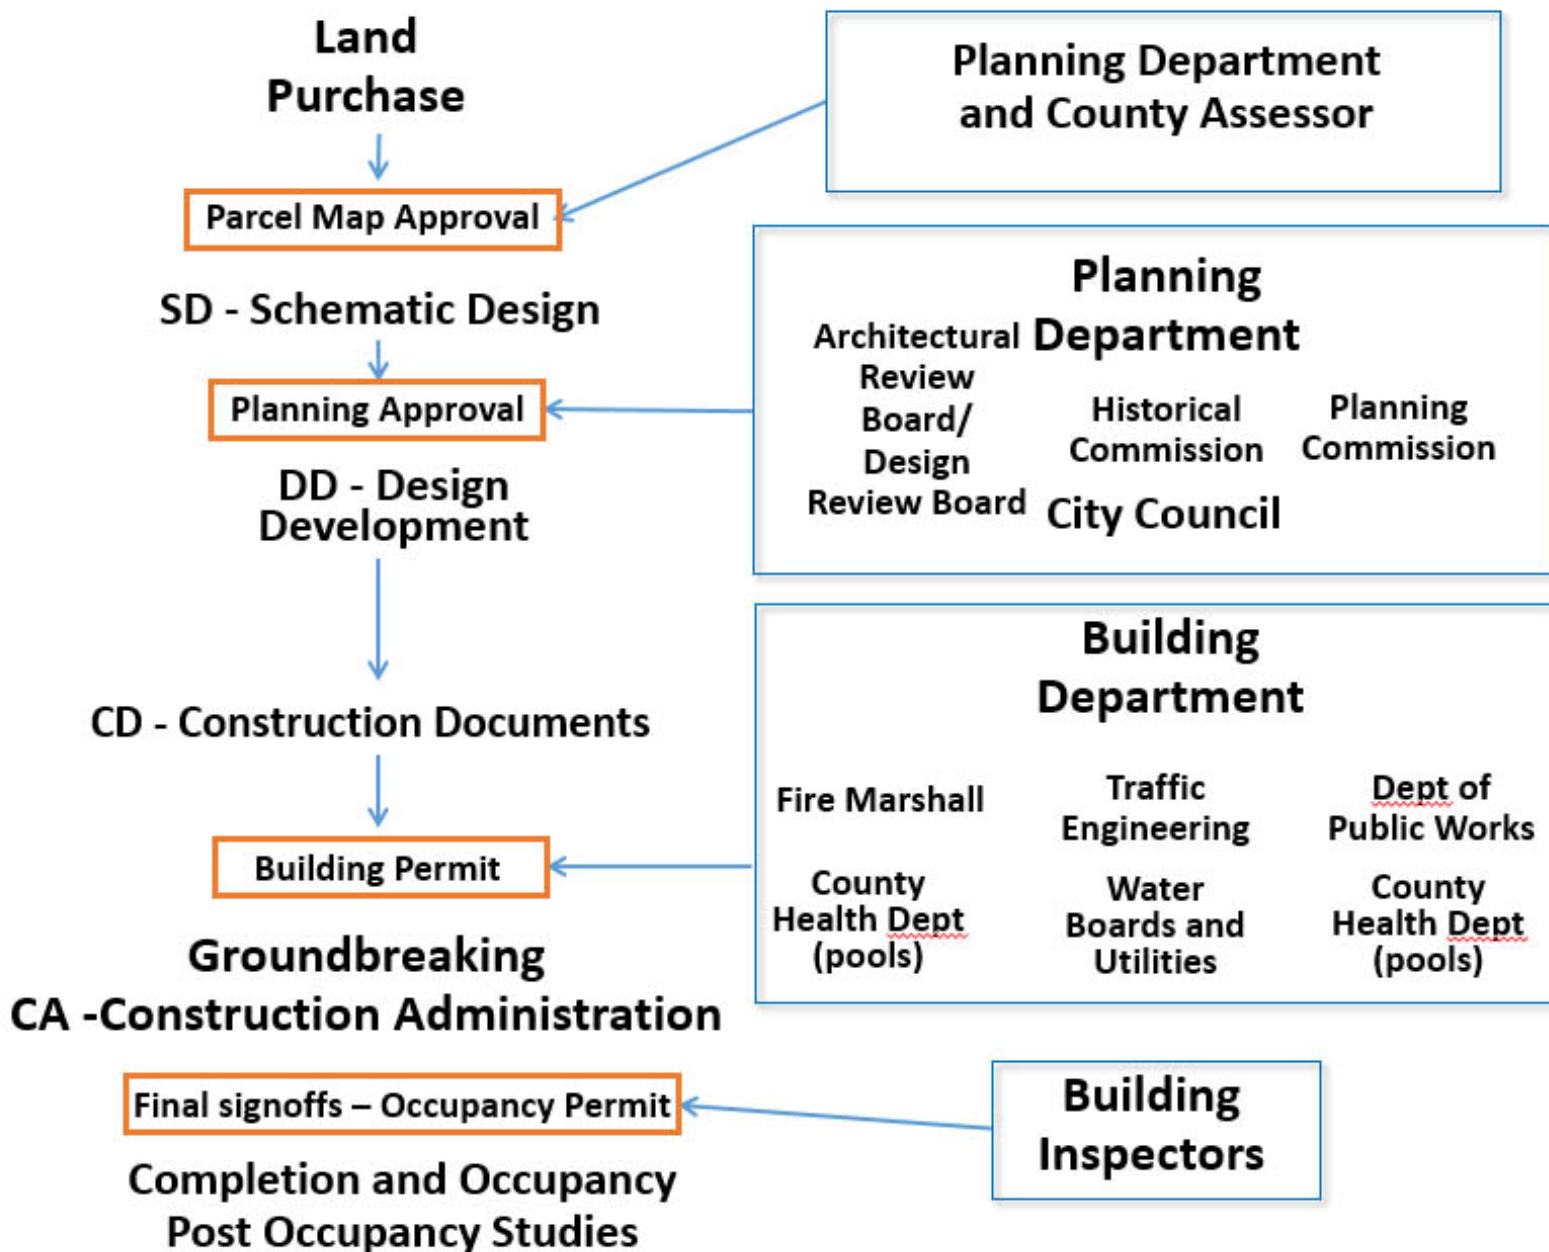 Land
Purchase
Parcel Map Approval
SD - Schematic Design
Planning Approval
DD - Design
Development
CD - Construction Documents
Building Permit
Groundbreaking
CA -Construction Administration
Final signoffs – Occupancy Permit
Completion and Occupancy
Post Occupancy Studies
Planning Department
and County Assessor
Planning
Department
Architectural
Review
Board/
Design
Review Board
Historical
Commission
Planning
Commission
City Council
Building
Department
Fire Marshall
Traffic
Engineering
Dept of
Public Works
County
Health Dept
(pools)
Water
Boards and
Utilities
County
Health Dept
(pools)
Building
Inspectors